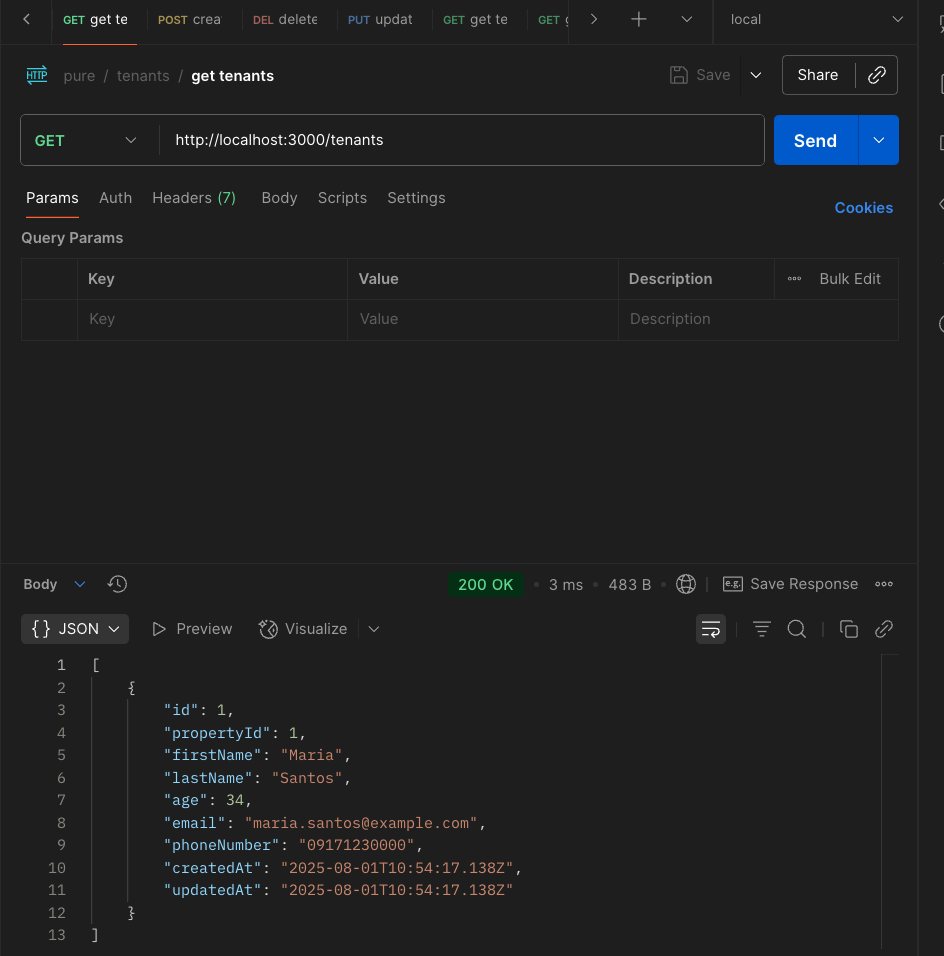 GET get te POST crea DEL delete PUT updat GET get te GET local
HTTP pure / tenants / get tenants Save Share
GET http://localhost:3000/tenants Send
Params Auth Headers (7) Body Scripts Settings Cookies
Query Params
Key Value Description Bulk Edit
Key Value Description
Body 200 OK • 3 ms • 483 B • e.g. Save Response
{} JSON Preview Visualize
1 [
2 {
3 "id": 1,
4 "propertyId": 1,
5 "firstName": "Maria",
6 "lastName": "Santos",
7 "age": 34,
8 "email": "maria.santos@example.com",
9 "phoneNumber": "09171230000",
10 "createdAt": "2025-08-01T10:54:17.138Z",
11 "updatedAt": "2025-08-01T10:54:17.138Z"
12 }
13 ]